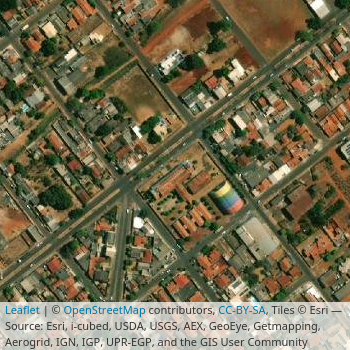 Leaflet | © OpenStreetMap contributors, CC-BY-SA, Tiles © Esri —
Source: Esri, i-cubed, USDA, USGS, AEX, GeoEye, Getmapping,
Aerogrid, IGN, IGP, UPR-EGP, and the GIS User Community